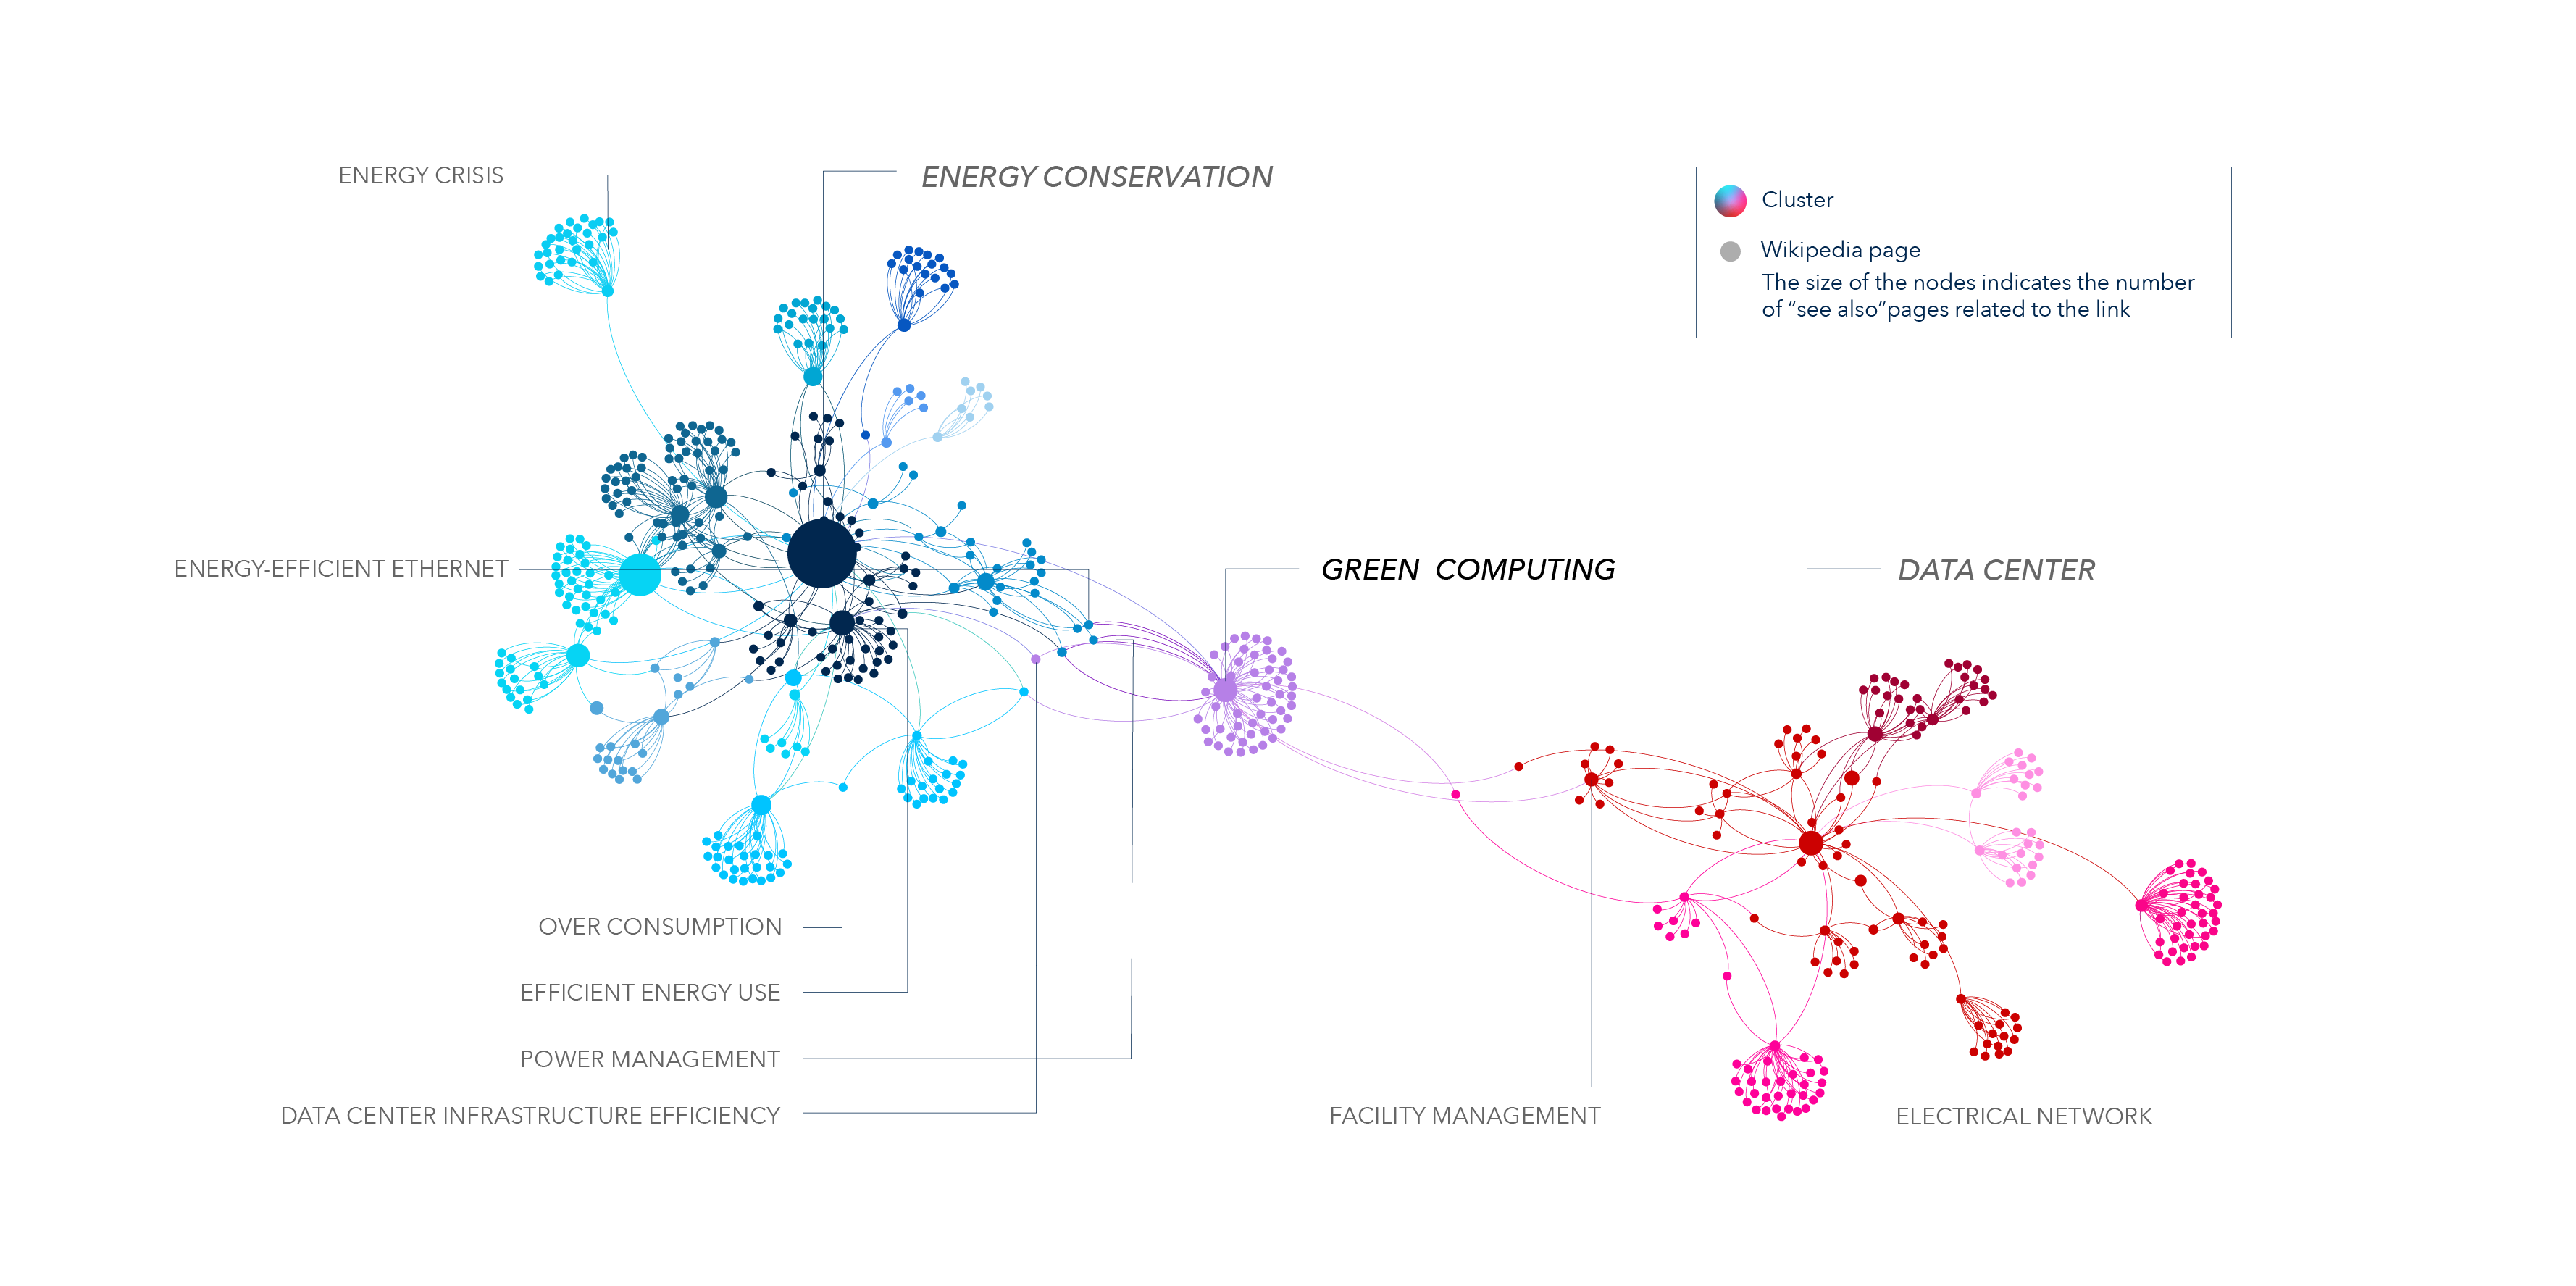 ENERGY CRISIS
ENERGY CONSERVATION
Cluster
Wikipedia page
The size of the nodes indicates the number
of “see also”pages related to the link
ENERGY-EFFICIENT ETHERNET
GREEN COMPUTING
DATA CENTER
OVER CONSUMPTION
EFFICIENT ENERGY USE
POWER MANAGEMENT
DATA CENTER INFRASTRUCTURE EFFICIENCY
FACILITY MANAGEMENT
ELECTRICAL NETWORK